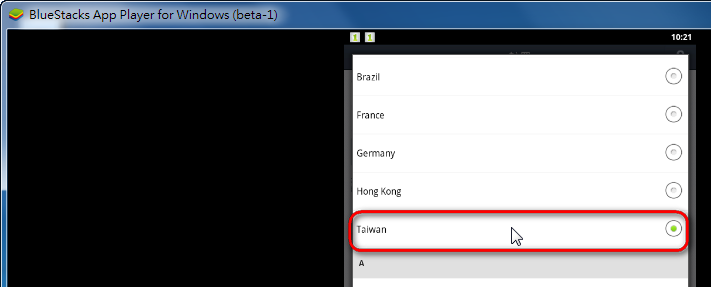 BlueStacks App Player for Windows (beta-1)
10:21
Brazil
France
Germany
Hong Kong
Taiwan
A